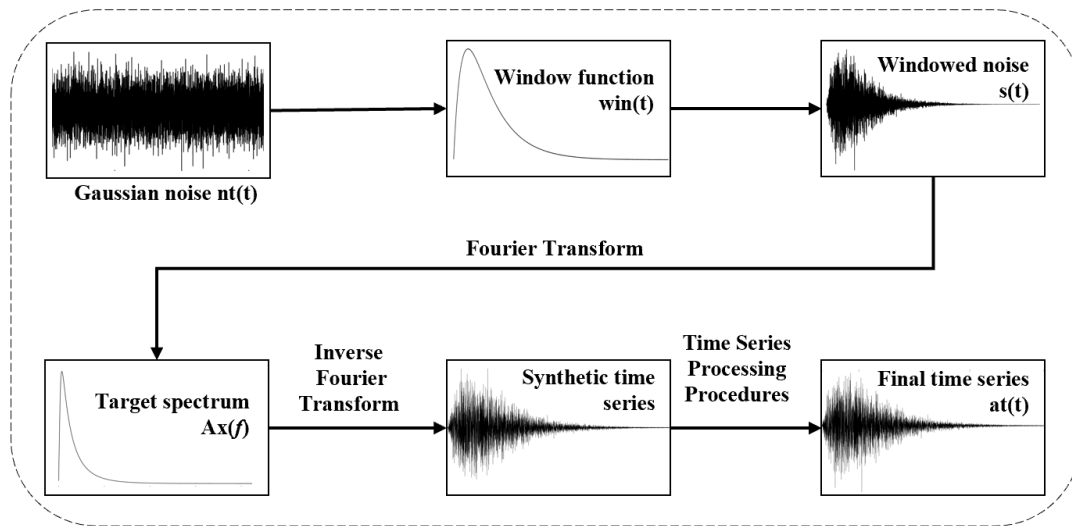 Window function
win(t)
Windowed noise
s(t)
Gaussian noise nt(t)
Fourier Transform
Target spectrum
Ax(f)
Inverse
Fourier
Transform
Synthetic time
series
Time Series
Processing
Procedures
Final time series
at(t)